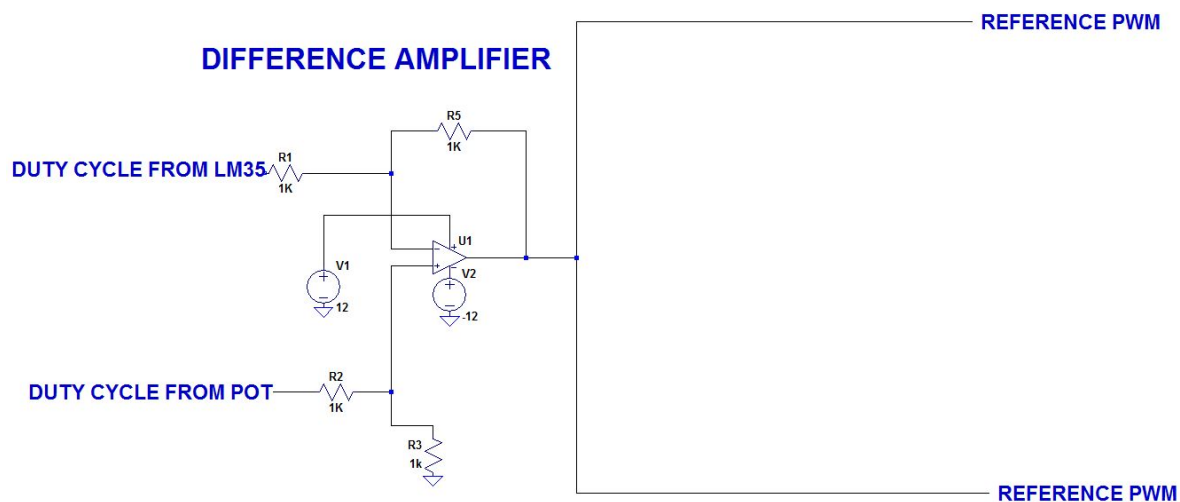 REFERENCE PWM
DIFFERENCE AMPLIFIER
R5
1K
DUTY CYCLE FROM LM35
R1
1K
U1
V1
12
V2
-12
DUTY CYCLE FROM POT
R2
1K
R3
1k
REFERENCE PWM